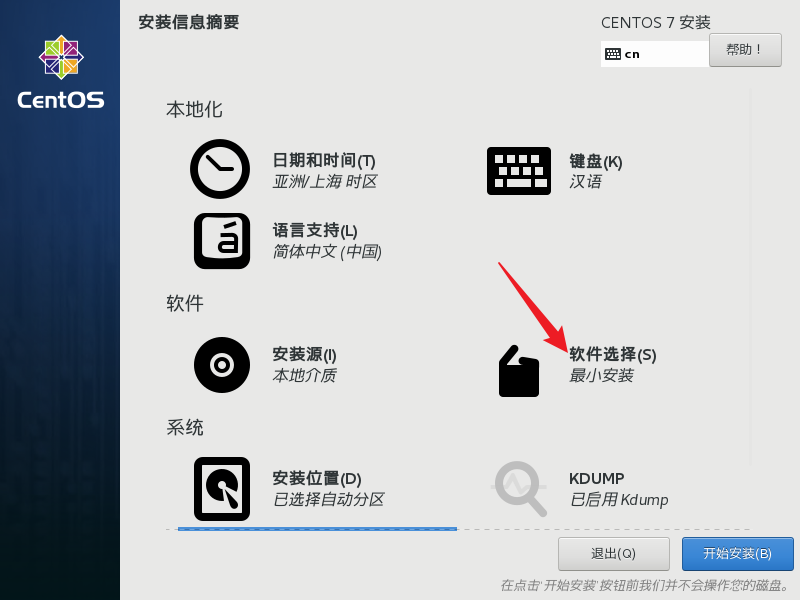 安装信息摘要
CENTOS 7 安装
cn
帮助！
CentOS
本地化
日期和时间(T)
亚洲/上海 时区
键盘(K)
汉语
语言支持(L)
简体中文 (中国)
软件
安装源(I)
本地介质
软件选择(S)
最小安装
系统
安装位置(D)
已选择自动分区
KDUMP
已启用 Kdump
退出(Q)
开始安装(B)
在点击'开始安装'按钮前我们并不会操作您的磁盘。